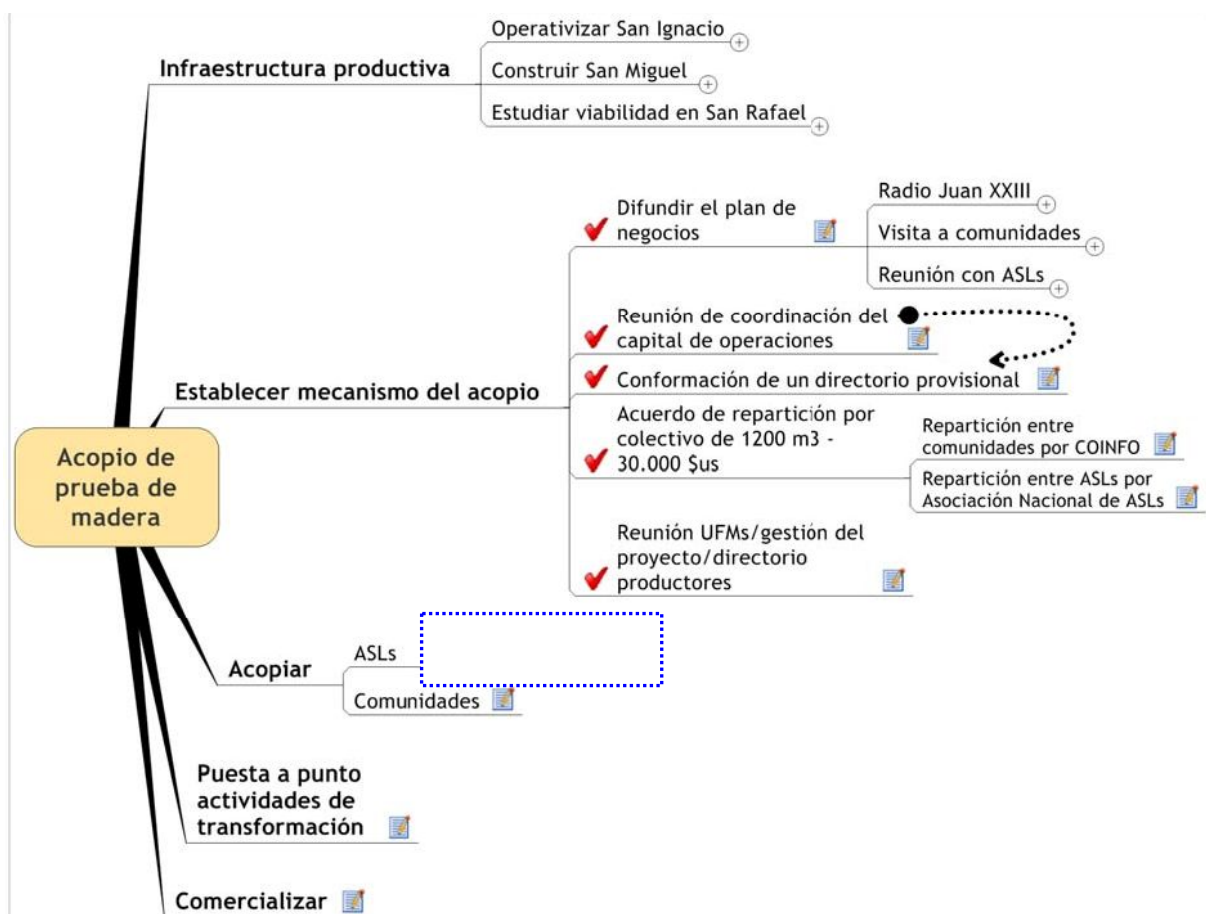 Operativizar San Ignacio
Infraestructura productiva
Construir San Miguel
Estudiar viabilidad en San Rafael
Radio Juan XXIII
Difundir el plan de
negocios
Visita a comunidades
Reunión con ASLs
Reunión de coordinación del
capital de operaciones
Conformación de un directorio provisional
Establecer mecanismo del acopio
Acuerdo de repartición por
colectivo de 1200 m3 -
30.000 $us
Repartición entre
comunidades por COINFO
Repartición entre ASLs por
Asociación Nacional de ASLs
Acopio de
prueba de
madera
Reunión UFMs/gestión del
proyecto/directorio
productores
Acopiar
ASLs
Comunidades
Puesta a punto
actividades de
transformación
Comercializar